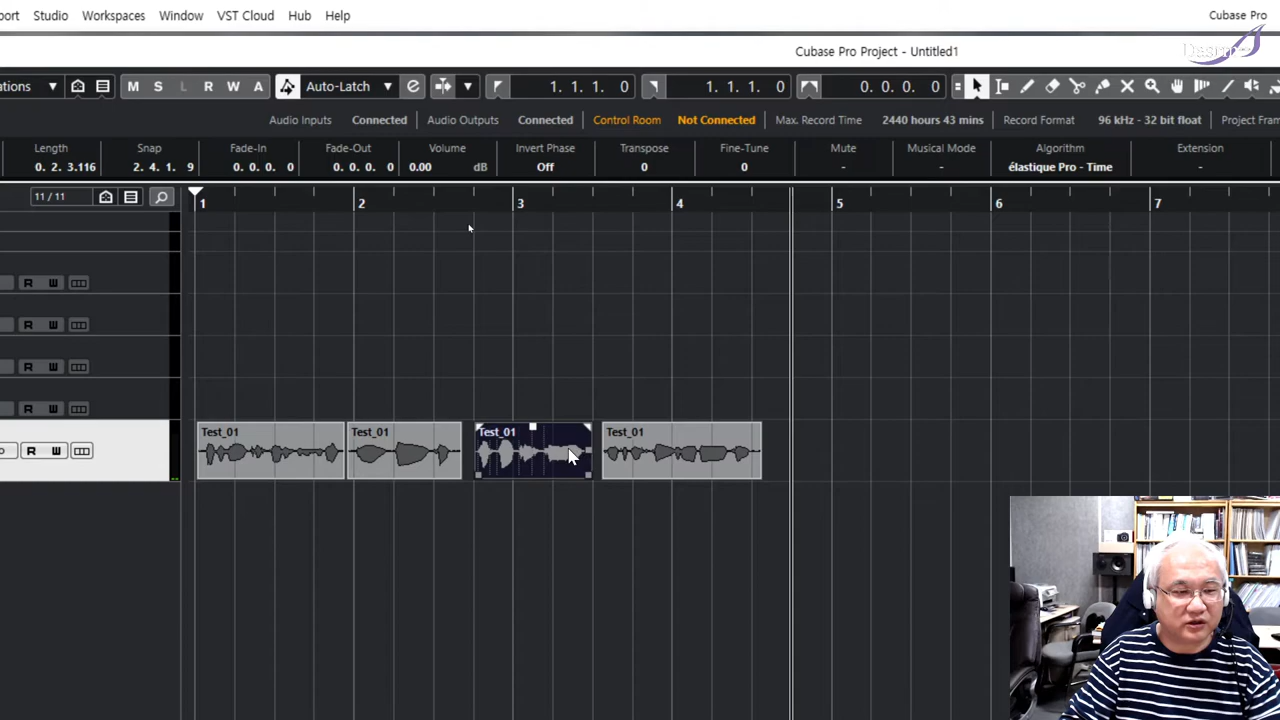 port Studio Workspaces Window VST Cloud Hub Help Cubase Pro
Cubase Pro Project - Untitled1
ations M S L R W A Auto-Latch 1. 1. 1. 0 1. 1. 1. 0 0. 0. 0. 0
Audio Inputs Connected Audio Outputs Connected Control Room Not Connected Max. Record Time 2440 hours 43 mins Record Format 96 kHz - 32 bit float Project Fram
Length Snap Fade-In Fade-Out Volume Invert Phase Transpose Fine-Tune Mute Musical Mode Algorithm Extension
0. 2. 3.116 2. 4. 1. 9 0. 0. 0. 0 0. 0. 0. 0 0.00 dB Off 0 0 - - élastique Pro - Time -
11 / 11 1 2 3 4 5 6 7
R W
R W
R W
R W
Test_01 Test_01 Test_01 Test_01
o R W